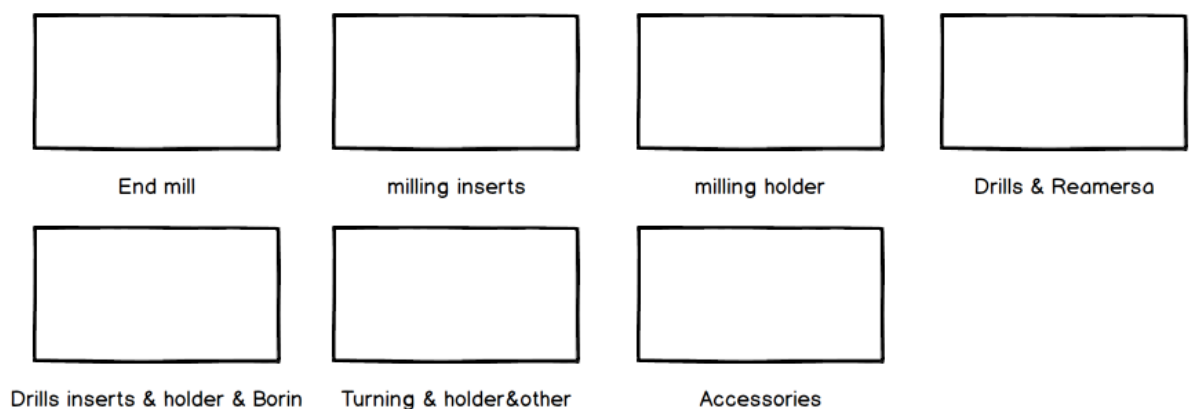 End mill
milling inserts
milling holder
Drills & Reamersa
Drills inserts & holder & Borin
Turning & holder&other
Accessories